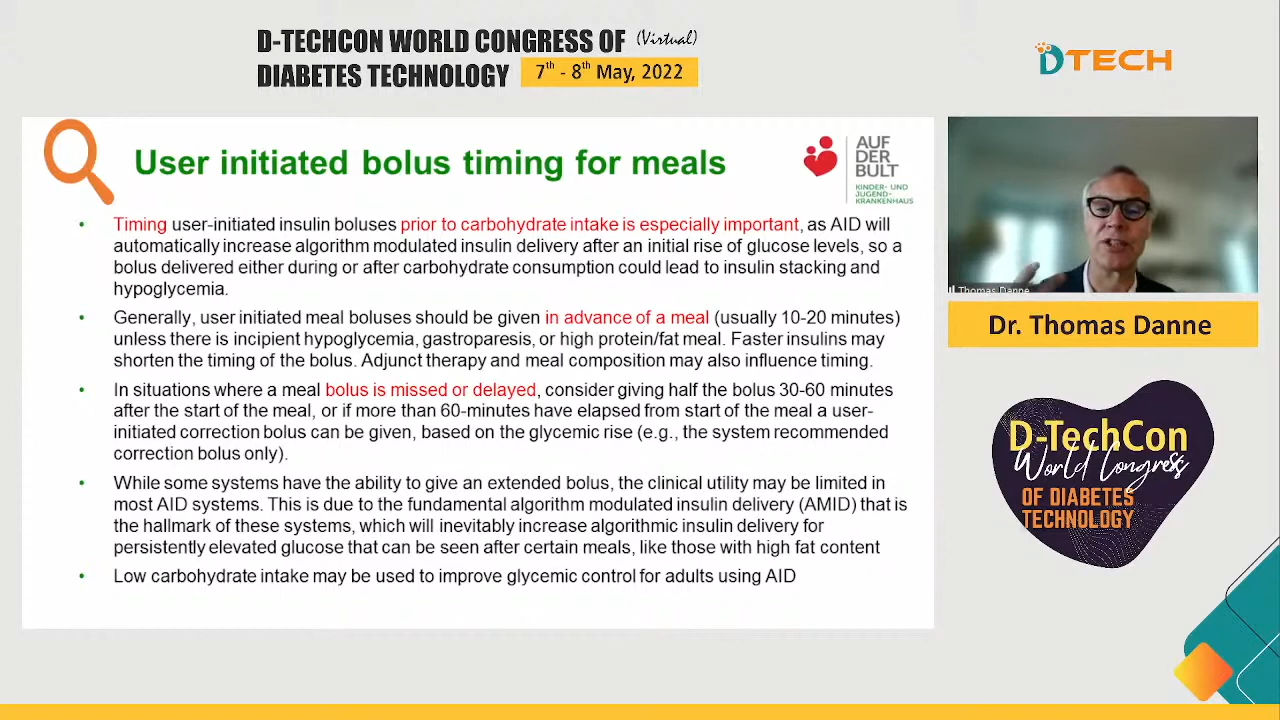 D-TECHCON WORLD CONGRESS OF (Virtual)
DIABETES TECHNOLOGY 7th - 8th May, 2022
DTECH
User initiated bolus timing for meals
AUF
DER
BULT
KINDER- UND
JUGEND-
KRANKENHAUS
• Timing user-initiated insulin boluses prior to carbohydrate intake is especially important, as AID will
automatically increase algorithm modulated insulin delivery after an initial rise of glucose levels, so a
bolus delivered either during or after carbohydrate consumption could lead to insulin stacking and
hypoglycemia.
• Generally, user initiated meal boluses should be given in advance of a meal (usually 10-20 minutes)
unless there is incipient hypoglycemia, gastroparesis, or high protein/fat meal. Faster insulins may
shorten the timing of the bolus. Adjunct therapy and meal composition may also influence timing.
• In situations where a meal bolus is missed or delayed, consider giving half the bolus 30-60 minutes
after the start of the meal, or if more than 60-minutes have elapsed from start of the meal a user-
initiated correction bolus can be given, based on the glycemic rise (e.g., the system recommended
correction bolus only).
• While some systems have the ability to give an extended bolus, the clinical utility may be limited in
most AID systems. This is due to the fundamental algorithm modulated insulin delivery (AMID) that is
the hallmark of these systems, which will inevitably increase algorithmic insulin delivery for
persistently elevated glucose that can be seen after certain meals, like those with high fat content
• Low carbohydrate intake may be used to improve glycemic control for adults using AID
Thomas Danne
Dr. Thomas Danne
D-TechCon
World Congress
OF DIABETES
TECHNOLOGY